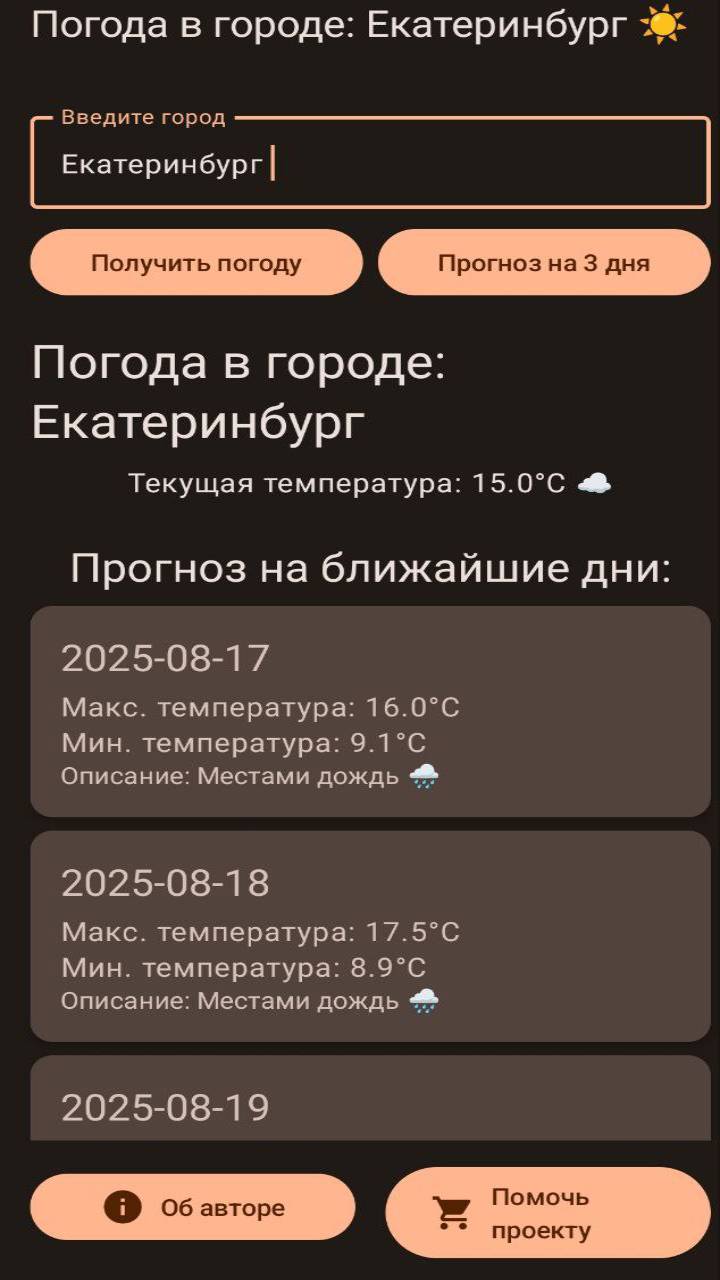 Погода в городе: Екатеринбург ☀️
Введите город
Екатеринбург
Получить погоду
Прогноз на 3 дня
Погода в городе:
Екатеринбург
Текущая температура: 15.0°C ☁️
Прогноз на ближайшие дни:
2025-08-17
Макс. температура: 16.0°C
Мин. температура: 9.1°C
Описание: Местами дождь 🌧️
2025-08-18
Макс. температура: 17.5°C
Мин. температура: 8.9°C
Описание: Местами дождь 🌧️
2025-08-19
Об авторе
Помочь
проекту